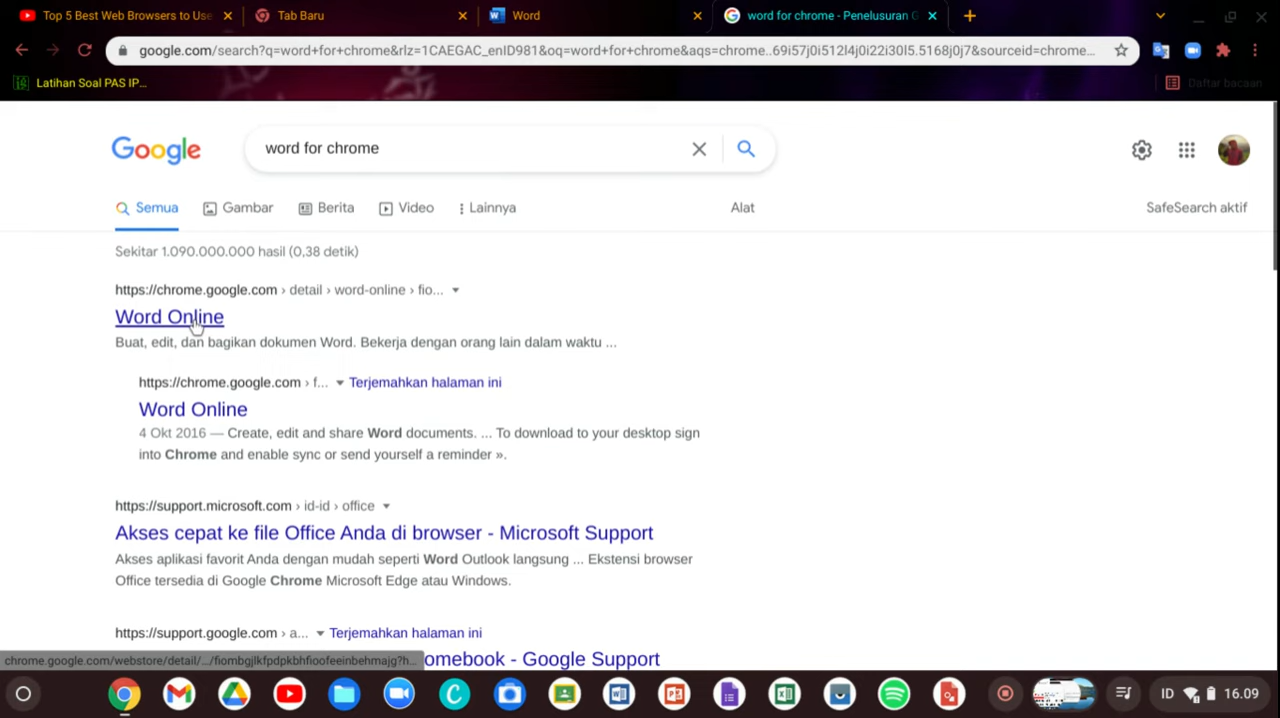 Top 5 Best Web Browsers to Use
Tab Baru
Word
word for chrome - Penelusuran G
google.com/search?q=word+for+chrome&rlz=1CAEGAC_enID981&oq=word+for+chrome&aqs=chrome..69i57j0i512l4j0i22i30l5.5168j0j7&sourceid=chrome...
Latihan Soal PAS IP...
Daftar bacaan
Google
word for chrome
Semua
Gambar
Berita
Video
Lainnya
Alat
SafeSearch aktif
Sekitar 1.090.000.000 hasil (0,38 detik)
https://chrome.google.com › detail › word-online › fio...
Word Online
Buat, edit, dan bagikan dokumen Word. Bekerja dengan orang lain dalam waktu ...
https://chrome.google.com › f... Terjemahkan halaman ini
Word Online
4 Okt 2016 — Create, edit and share Word documents. ... To download to your desktop sign
into Chrome and enable sync or send yourself a reminder ».
https://support.microsoft.com › id-id › office
Akses cepat ke file Office Anda di browser - Microsoft Support
Akses aplikasi favorit Anda dengan mudah seperti Word Outlook langsung ... Ekstensi browser
Office tersedia di Google Chrome Microsoft Edge atau Windows.
https://support.google.com › a... Terjemahkan halaman ini
omebook - Google Support
chrome.google.com/webstore/detail/.../fiombgjlkfpdpkbhfioofeeinbehmajg?h...
ID 16.09